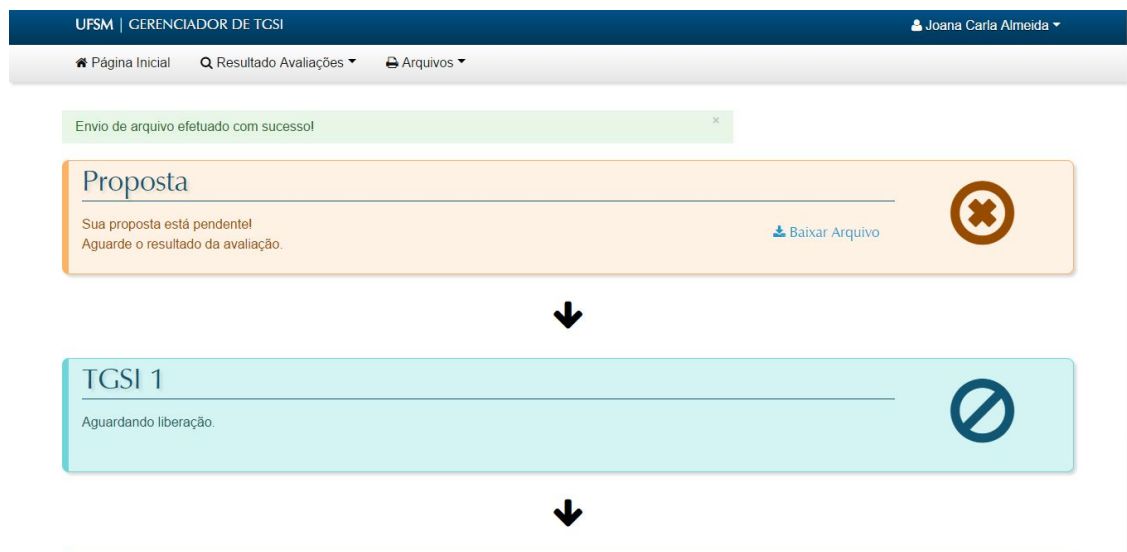 UFSM | GERENCIADOR DE TGSI
Joana Carla Almeida
Página Inicial Resultado Avaliações Arquivos
Envio de arquivo efetuado com sucesso!
×
Proposta
Sua proposta está pendente!
Aguarde o resultado da avaliação.
Baixar Arquivo
TGSI 1
Aguardando liberação.